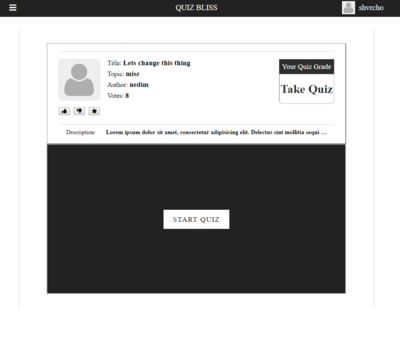 QUIZ BLISS
shvrcho
Title: Lets change this thing
Topic: misc
Author: nedim
Votes: 8
Your Quiz Grade
Take Quiz
Description: Lorem ipsum dolor sit amet, consectetur adipisicing elit. Delectus sint mollitia sequi ...
START QUIZ